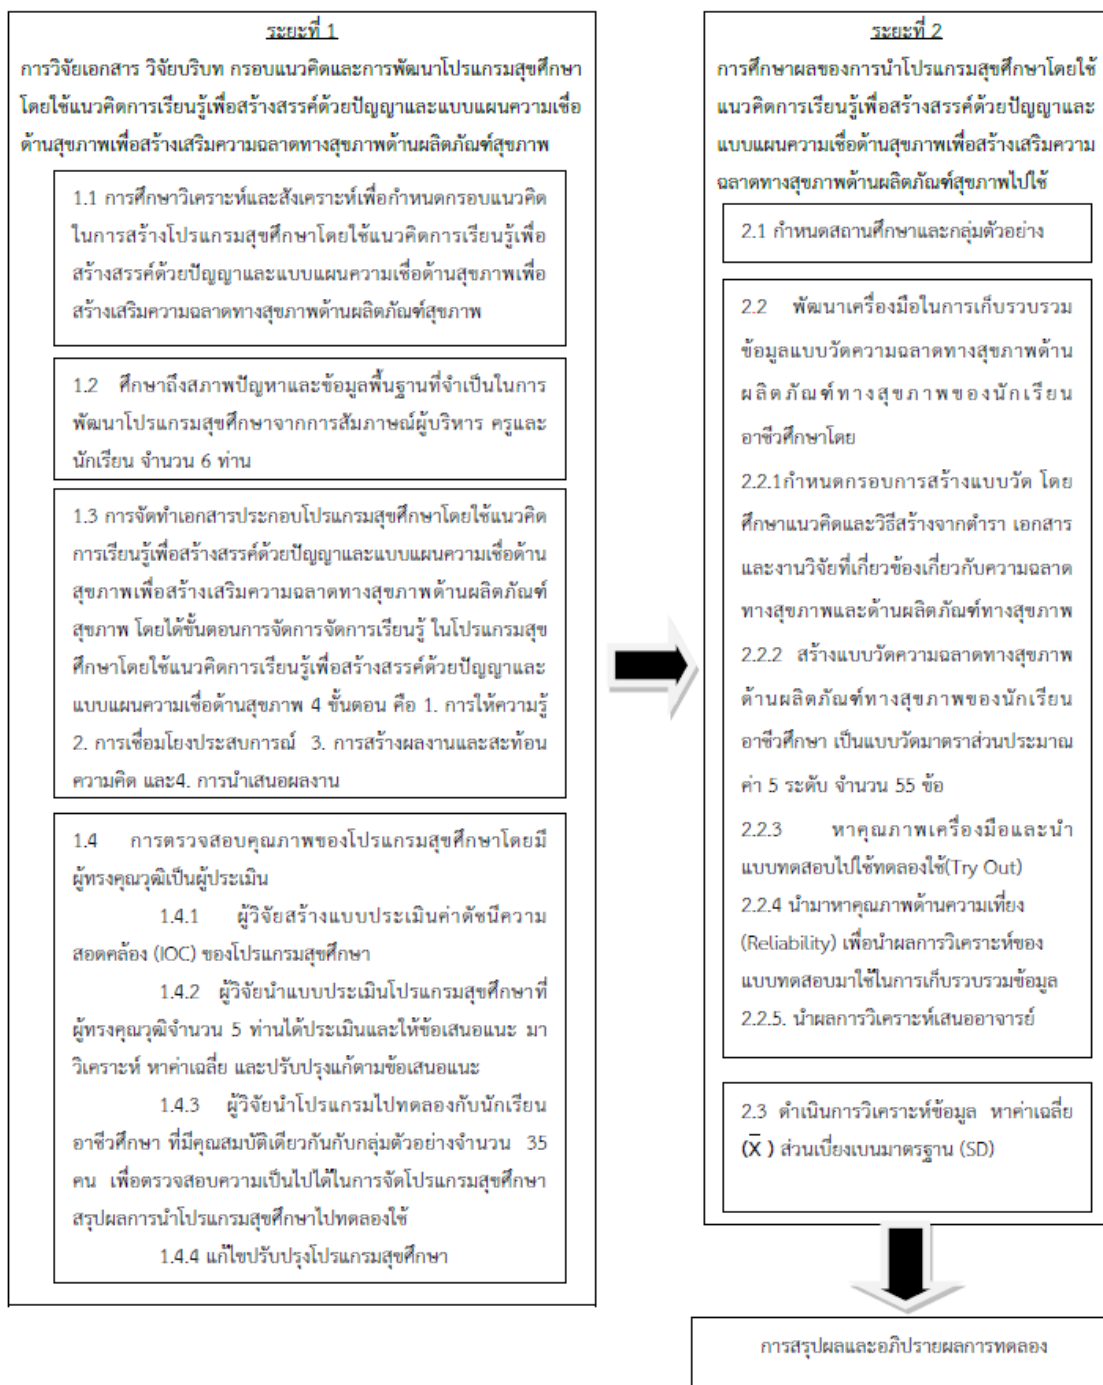 ระยะที่ 1
การวิจัยเอกสาร วิจัยบริบท กรอบแนวคิดและการพัฒนาโปรแกรมสุขศึกษา
โดยใช้แนวคิดการเรียนรู้เพื่อสร้างสรรค์ด้วยปัญญาและแบบแผนความเชื่อ
ด้านสุขภาพเพื่อสร้างเสริมความฉลาดทางสุขภาพด้านผลิตภัณฑ์สุขภาพ
1.1 การศึกษาวิเคราะห์และสังเคราะห์เพื่อกำหนดกรอบแนวคิด
ในการสร้างโปรแกรมสุขศึกษาโดยใช้แนวคิดการเรียนรู้เพื่อ
สร้างสรรค์ด้วยปัญญาและแบบแผนความเชื่อด้านสุขภาพเพื่อ
สร้างเสริมความฉลาดทางสุขภาพด้านผลิตภัณฑ์สุขภาพ
1.2 ศึกษาถึงสภาพปัญหาและข้อมูลพื้นฐานที่จำเป็นในการ
พัฒนาโปรแกรมสุขศึกษาจากการสัมภาษณ์ผู้บริหาร ครูและ
นักเรียน จำนวน 6 ท่าน
1.3 การจัดทำเอกสารประกอบโปรแกรมสุขศึกษาโดยใช้แนวคิด
การเรียนรู้เพื่อสร้างสรรค์ด้วยปัญญาและแบบแผนความเชื่อด้าน
สุขภาพเพื่อสร้างเสริมความฉลาดทางสุขภาพด้านผลิตภัณฑ์
สุขภาพ โดยได้ขั้นตอนการจัดการจัดการเรียนรู้ ในโปรแกรมสุข
ศึกษาโดยใช้แนวคิดการเรียนรู้เพื่อสร้างสรรค์ด้วยปัญญาและ
แบบแผนความเชื่อด้านสุขภาพ 4 ขั้นตอน คือ 1. การให้ความรู้
2. การเชื่อมโยงประสบการณ์ 3. การสร้างผลงานและสะท้อน
ความคิด และ4. การนำเสนอผลงาน
1.4 การตรวจสอบคุณภาพของโปรแกรมสุขศึกษาโดยมี
ผู้ทรงคุณวุฒิเป็นผู้ประเมิน
1.4.1 ผู้วิจัยสร้างแบบประเมินค่าดัชนีความ
สอดคล้อง (IOC) ของโปรแกรมสุขศึกษา
1.4.2 ผู้วิจัยนำแบบประเมินโปรแกรมสุขศึกษาที่
ผู้ทรงคุณวุฒิจำนวน 5 ท่านได้ประเมินและให้ข้อเสนอแนะ มา
วิเคราะห์ หาค่าเฉลี่ย และปรับปรุงแก้ตามข้อเสนอแนะ
1.4.3 ผู้วิจัยนำโปรแกรมไปทดลองกับนักเรียน
อาชีวศึกษา ที่มีคุณสมบัติเดียวกันกับกลุ่มตัวอย่างจำนวน 35
คน เพื่อตรวจสอบความเป็นไปได้ในการจัดโปรแกรมสุขศึกษา
สรุปผลการนำโปรแกรมสุขศึกษาไปทดลองใช้
1.4.4 แก้ไขปรับปรุงโปรแกรมสุขศึกษา
ระยะที่ 2
การศึกษาผลของการนำโปรแกรมสุขศึกษาโดยใช้
แนวคิดการเรียนรู้เพื่อสร้างสรรค์ด้วยปัญญาและ
แบบแผนความเชื่อด้านสุขภาพเพื่อสร้างเสริมความ
ฉลาดทางสุขภาพด้านผลิตภัณฑ์สุขภาพไปใช้
2.1 กำหนดสถานศึกษาและกลุ่มตัวอย่าง
2.2 พัฒนาเครื่องมือในการเก็บรวบรวม
ข้อมูลแบบวัดความฉลาดทางสุขภาพด้าน
ผลิตภัณฑ์ทางสุขภาพของนักเรียน
อาชีวศึกษาโดย
2.2.1กำหนดกรอบการสร้างแบบวัด โดย
ศึกษาแนวคิดและวิธีสร้างจากตำรา เอกสาร
และงานวิจัยที่เกี่ยวข้องเกี่ยวกับความฉลาด
ทางสุขภาพและด้านผลิตภัณฑ์ทางสุขภาพ
2.2.2 สร้างแบบวัดความฉลาดทางสุขภาพ
ด้านผลิตภัณฑ์ทางสุขภาพของนักเรียน
อาชีวศึกษา เป็นแบบวัดมาตราส่วนประมาณ
ค่า 5 ระดับ จำนวน 55 ข้อ
2.2.3 หาคุณภาพเครื่องมือและนำ
แบบทดสอบไปใช้ทดลองใช้(Try Out)
2.2.4 นำมาหาคุณภาพด้านความเที่ยง
(Reliability) เพื่อนำผลการวิเคราะห์ของ
แบบทดสอบมาใช้ในการเก็บรวบรวมข้อมูล
2.2.5. นำผลการวิเคราะห์เสนออาจารย์
2.3 ดำเนินการวิเคราะห์ข้อมูล หาค่าเฉลี่ย
(X̄ ) ส่วนเบี่ยงเบนมาตรฐาน (SD)
การสรุปผลและอภิปรายผลการทดลอง